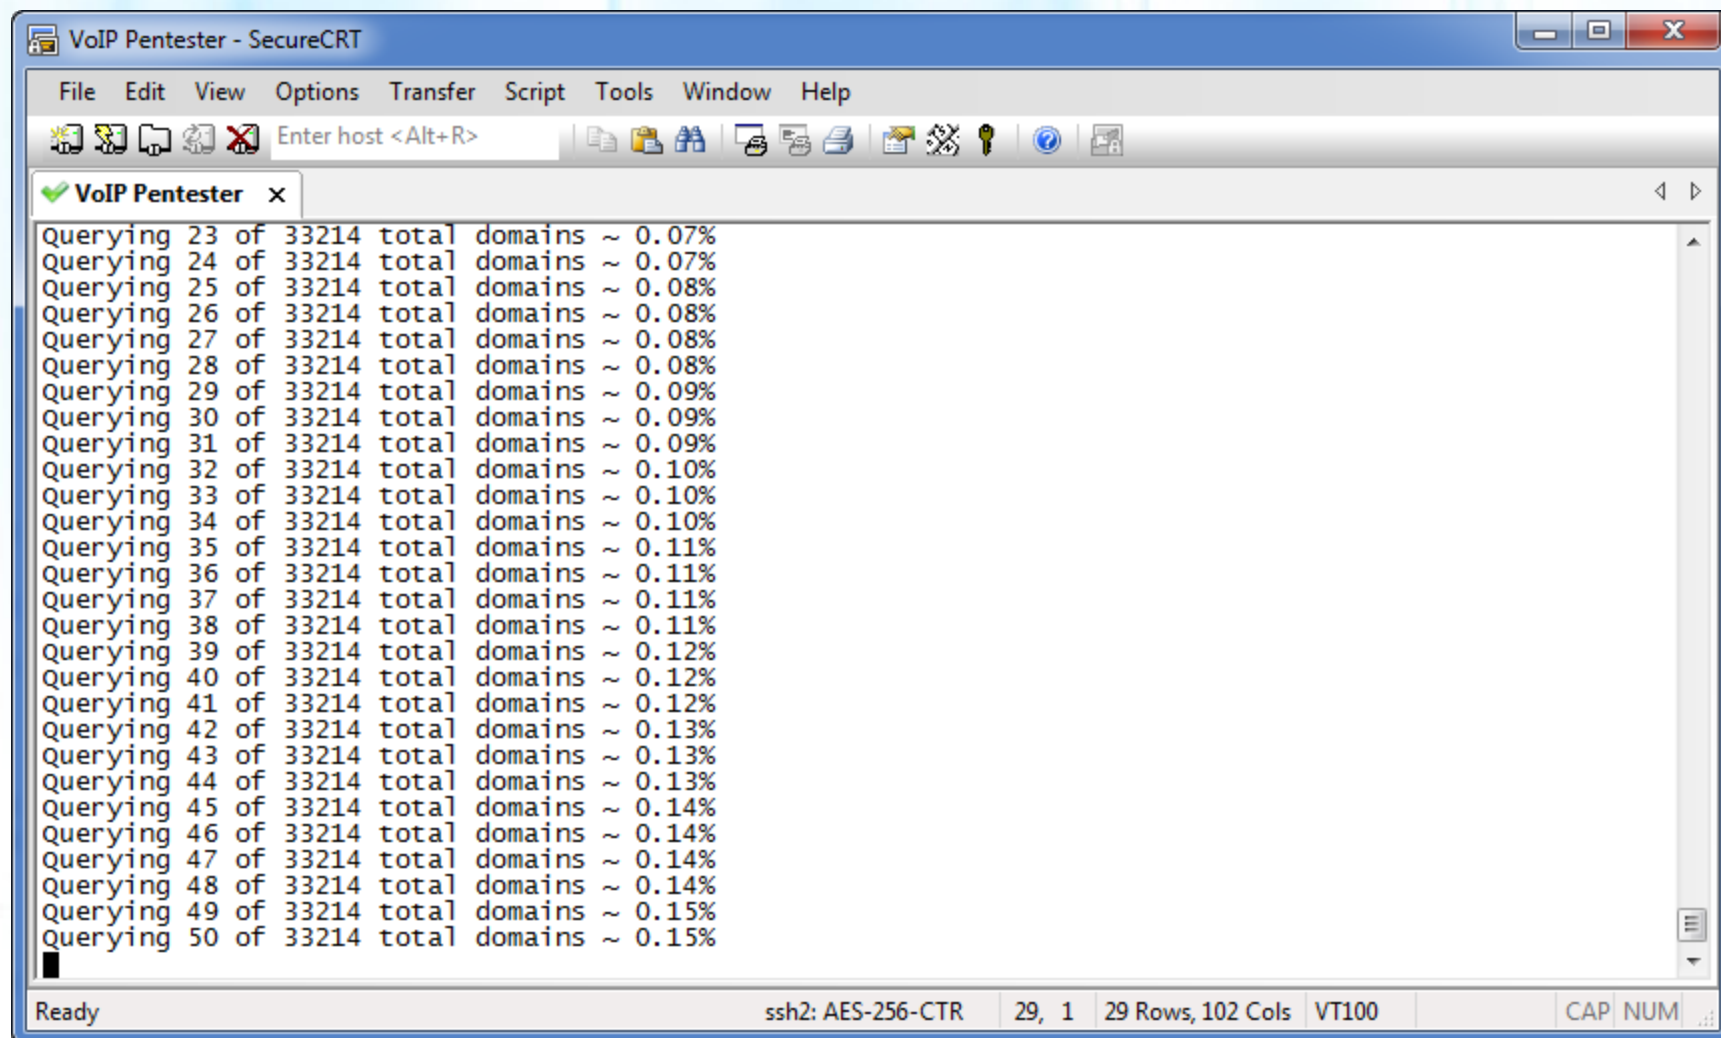 VoIP Pentester - SecureCRT
File Edit View Options Transfer Script Tools Window Help
Enter host <Alt+R>
VoIP Pentester x
Querying 23 of 33214 total domains ~ 0.07%
Querying 24 of 33214 total domains ~ 0.07%
Querying 25 of 33214 total domains ~ 0.08%
Querying 26 of 33214 total domains ~ 0.08%
Querying 27 of 33214 total domains ~ 0.08%
Querying 28 of 33214 total domains ~ 0.08%
Querying 29 of 33214 total domains ~ 0.09%
Querying 30 of 33214 total domains ~ 0.09%
Querying 31 of 33214 total domains ~ 0.09%
Querying 32 of 33214 total domains ~ 0.10%
Querying 33 of 33214 total domains ~ 0.10%
Querying 34 of 33214 total domains ~ 0.10%
Querying 35 of 33214 total domains ~ 0.11%
Querying 36 of 33214 total domains ~ 0.11%
Querying 37 of 33214 total domains ~ 0.11%
Querying 38 of 33214 total domains ~ 0.11%
Querying 39 of 33214 total domains ~ 0.12%
Querying 40 of 33214 total domains ~ 0.12%
Querying 41 of 33214 total domains ~ 0.12%
Querying 42 of 33214 total domains ~ 0.13%
Querying 43 of 33214 total domains ~ 0.13%
Querying 44 of 33214 total domains ~ 0.13%
Querying 45 of 33214 total domains ~ 0.14%
Querying 46 of 33214 total domains ~ 0.14%
Querying 47 of 33214 total domains ~ 0.14%
Querying 48 of 33214 total domains ~ 0.14%
Querying 49 of 33214 total domains ~ 0.15%
Querying 50 of 33214 total domains ~ 0.15%
Ready ssh2: AES-256-CTR 29, 1 29 Rows, 102 Cols VT100 CAP NUM